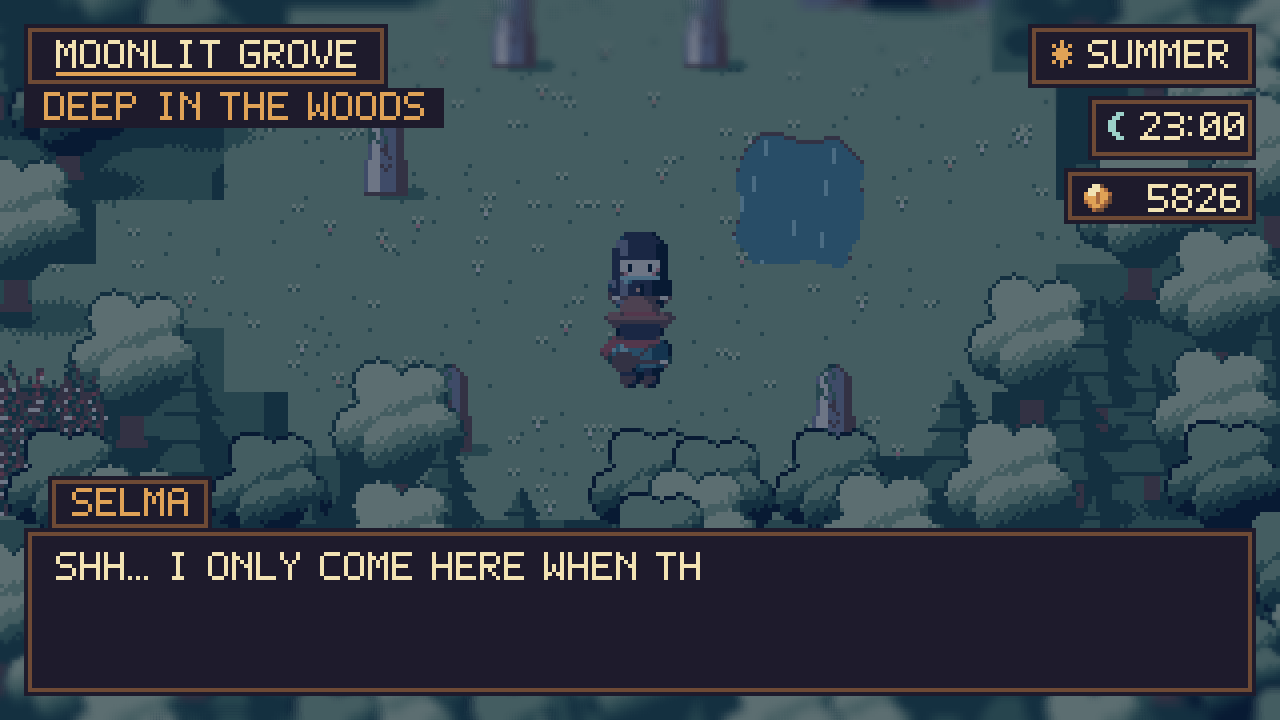 MOONLIT GROVE
DEEP IN THE WOODS
SUMMER
23:00
5826
SELMA
SHH... I ONLY COME HERE WHEN TH